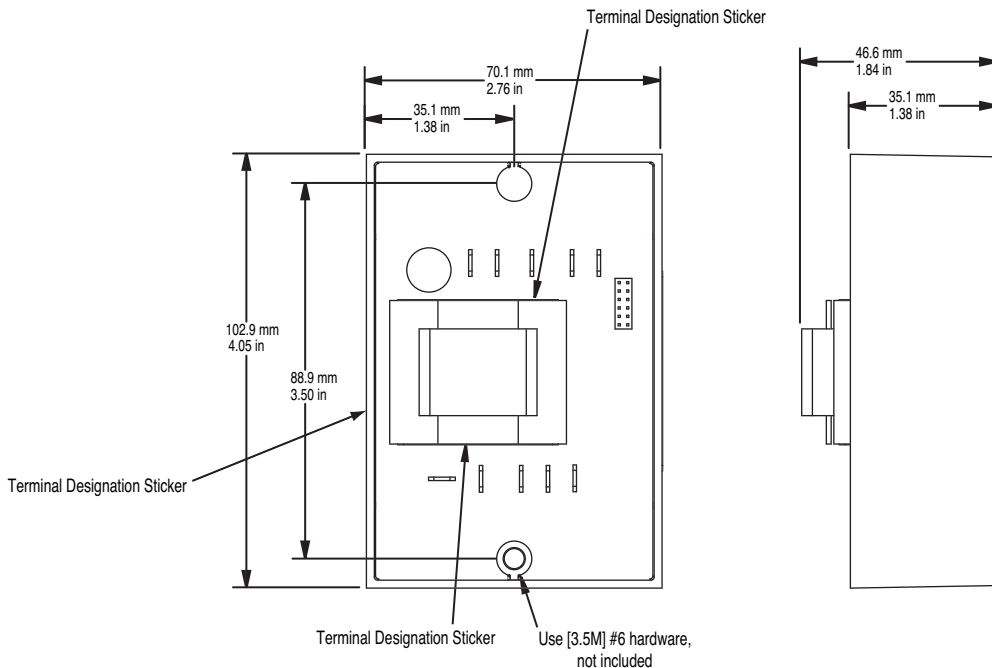 Terminal Designation Sticker
70.1 mm
2.76 in
35.1 mm
1.38 in
46.6 mm
1.84 in
35.1 mm
1.38 in
102.9 mm
4.05 in
88.9 mm
3.50 in
Terminal Designation Sticker
Terminal Designation Sticker
Use [3.5M] #6 hardware,
not included